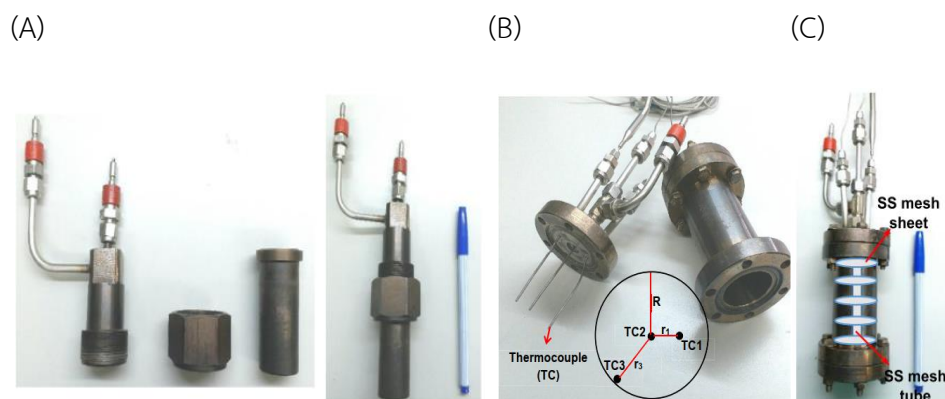 (A)
(B)
(C)
R
TC2
r₁
TC1
TC3
r₃
Thermocouple
(TC)
SS mesh
sheet
SS mesh
tube